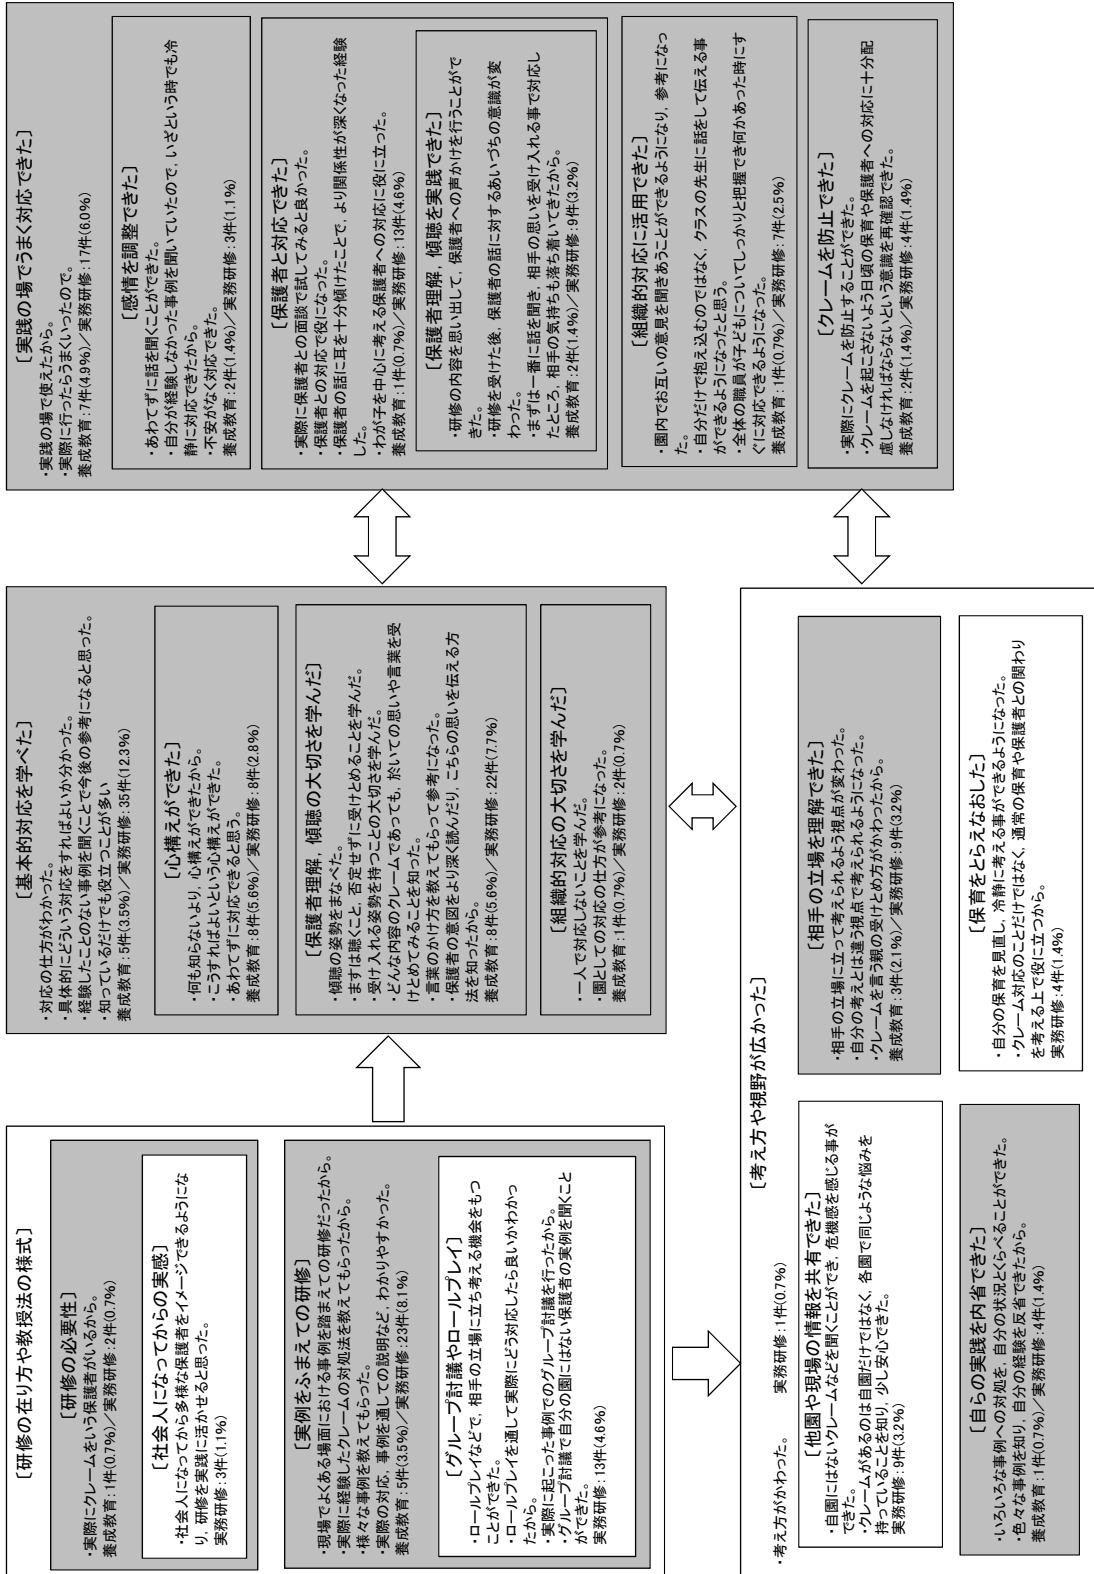 [研修の在り方や教授法の様式]
[研修の必要性]
・実際にクレームをいう保護者がいるから。
養成教育:1件(0.7%)/実務研修:2件(0.7%)
[社会人になってからの実感]
・社会人になってから多様な保護者をイメージできるようにな
り,研修を実践に活かせると思った。
実務研修:3件(1.1%)
[実例をふまえての研修]
・現場でよくある場面における事例を踏まえての研修だったから。
・実際に経験したクレームの対処法を教えてもらったから。
・様々な事例を教えてもらった。
・実際の対応,事例を通しての説明など,わかりやすかった。
養成教育:5件(3.5%)/実務研修:23件(8.1%)
[グループ討議やロールプレイ]
・ロールプレイなどで,相手の立場に立ち考える機会をもつ
ことができた。
・ロールプレイを通して実際にどう対応したら良いかわかっ
たから。
・実際に起こった事例でのグループ討議を行ったから。
・グループ討議で自分の園にはない保護者の実例を聞くこと
ができた。
実務研修:13件(4.6%)
[基本的対応を学べた]
・対応の仕方がわかった。
・具体的にどういう対応をすればよいか分かった。
・経験したことのない事例を聞くことで今後の参考になると思った。
・知っているだけでも役立つことが多い
養成教育:5件(3.5%)/実務研修:35件(12.3%)
[心構えができた]
・何も知らないより,心構えができたから。
・こうすればよいという心構えができた。
・あわてずに対応できると思う。
養成教育:8件(5.6%)/実務研修:8件(2.8%)
[保護者理解,傾聴の大切さを学んだ]
・傾聴の姿勢をまなべた。
・まずは聴くこと,否定せずに受けとめることを学んだ。
・受け入れる姿勢を持つことの大切さを学んだ。
・どんな内容のクレームであっても,於いての思いや言葉を受
けとめてみることを知った。
・言葉のかけ方を教えてもらって参考になった。
・保護者の意図をより深く読んだり,こちらの思いを伝える方
法を知ったから。
養成教育:8件(5.6%)/実務研修:22件(7.7%)
[組織的対応の大切さを学んだ]
・一人で対応しないことを学んだ。
・園としての対応の仕方が参考になった。
養成教育:1件(0.7%)/実務研修:2件(0.7%)
[実践の場でうまく対応できた]
・実践の場で使えたから。
・実際に行ったらうまくいったので。
養成教育:7件(4.9%)/実務研修:17件(6.0%)
[感情を調整できた]
・あわてずに話を聞くことができた。
・自分が経験しなかった事例を聞いていたので,いざという時でも冷
静に対応できたから。
・不安がなく対応できた。
養成教育:2件(1.4%)/実務研修:3件(1.1%)
[保護者と対応できた]
・実際に保護者との面談で試してみると良かった。
・保護者との対応で役になった。
・保護者の話に耳を十分傾けたことで,より関係性が深くなった経験
した。
・わが子を中心に考える保護者への対応に役に立った。
養成教育:1件(0.7%)/実務研修:13件(4.6%)
[保護者理解,傾聴を実践できた]
・研修の内容を思い出して,保護者への声かけを行うことがで
きた。
・研修を受けた後,保護者の話に対するあいづちの意識が変
わった。
・まずは一番に話を聞き,相手の思いを受け入れる事で対応し
たところ,相手の気持ちも落ち着いてきたから。
養成教育:2件(1.4%)/実務研修:9件(3.2%)
[組織的対応に活用できた]
・園内でお互いの意見を聞きあうことができるようになり,参考になっ
た。
・自分だけで抱え込むのではなく,クラスの先生に話をして伝える事
ができるようになったと思う。
・全体の職員が子どもについてしっかりと把握でき何かあった時にす
ぐに対応できるようになった。
養成教育:1件(0.7%)/実務研修:7件(2.5%)
[クレームを防止できた]
・実際にクレームを防止することができた。
・クレームを起こさないよう日頃の保育や保護者への対応に十分配
慮しなければならないという意識を再確認できた。
養成教育:2件(1.4%)/実務研修:4件(1.4%)
[考え方や視野が広かった]
・考え方がかわった。 実務研修:1件(0.7%)
[他園や現場の情報を共有できた]
・自園にはないクレームなどを聞くことができ,危機感を感じる事が
できた。
・クレームがあるのは自園だけではなく,各園で同じような悩みを
持っていることを知り,少し安心できた。
実務研修:9件(3.2%)
[相手の立場を理解できた]
・相手の立場に立って考えられるよう視点が変わった。
・自分の考えとは違う視点で考えられるようになった。
・クレームを言う親の受けとめ方がかわったから。
養成教育:3件(2.1%)/実務研修:9件(3.2%)
[自らの実践を内省できた]
・いろいろな事例への対処を,自分の状況とくらべることができた。
・色々な事例を知り,自分の経験を反省できたから。
養成教育:1件(0.7%)/実務研修:4件(1.4%)
[保育をとらえなおした]
・自分の保育を見直し,冷静に考える事ができるようになった。
・クレーム対応のことだけではなく,通常の保育や保護者との関わり
を考える上で役に立つから。
実務研修:4件(1.4%)